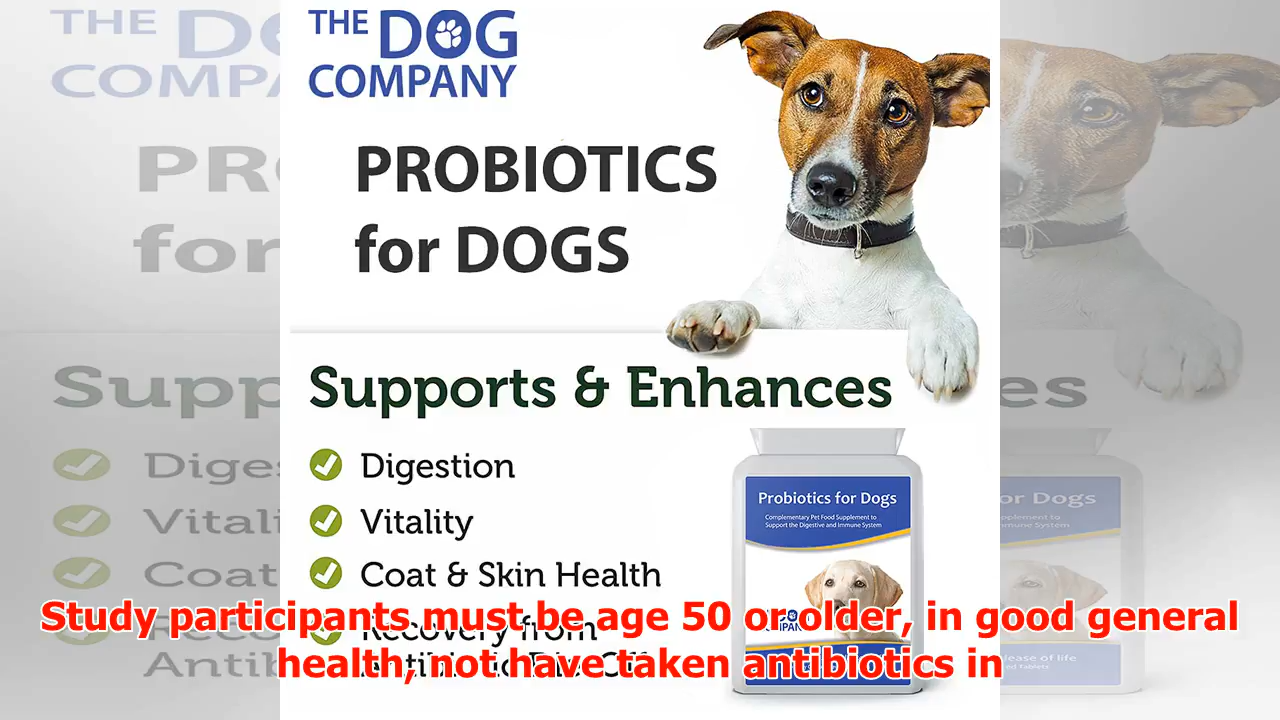 THE DOG
COMPANY
PROBIOTICS
for DOGS
Supports & Enhances
Digestion
Vitality
Coat & Skin Health
Recovery from
Probiotics for Dogs
Complementary Pet Food Supplement to
Support the Digestive and Immune System
Study participants must be age 50 or older, in good general
health, not have taken antibiotics in